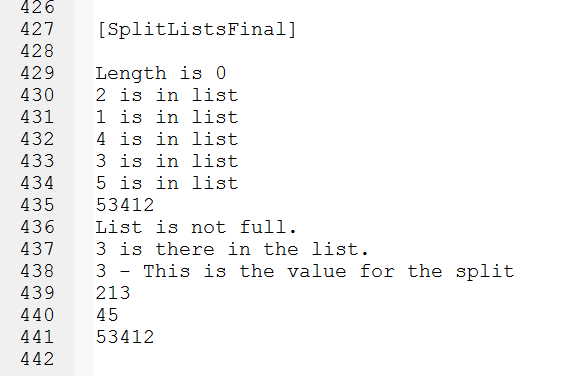 426
427 [SplitListsFinal]
428
429 Length is 0
430 2 is in list
431 1 is in list
432 4 is in list
433 3 is in list
434 5 is in list
435 53412
436 List is not full.
437 3 is there in the list.
438 3 - This is the value for the split
439 213
440 45
441 53412
442